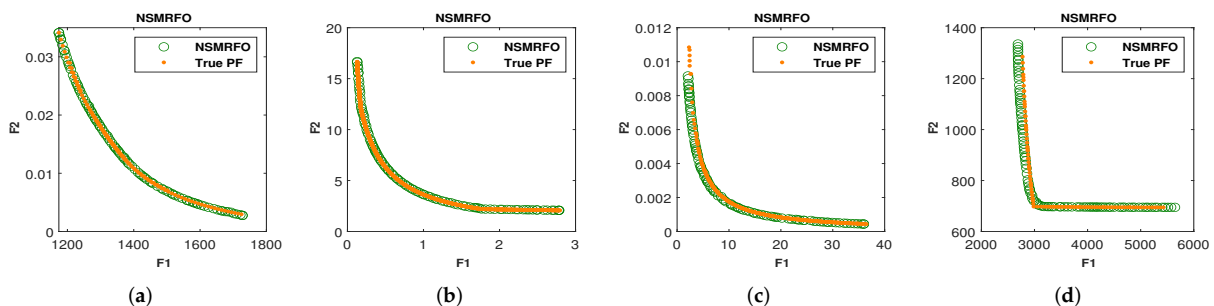 NSMRFO
NSMRFO
True PF
F2
0.03
0.02
0.01
0
1200
1400
1600
1800
F1
(a)
NSMRFO
NSMRFO
True PF
F2
20
15
10
5
0
0
1
2
3
F1
(b)
NSMRFO
NSMRFO
True PF
F2
0.012
0.01
0.008
0.006
0.004
0.002
0
0
10
20
30
40
F1
(c)
NSMRFO
NSMRFO
True PF
F2
1400
1200
1000
800
600
2000
3000
4000
5000
6000
F1
(d)